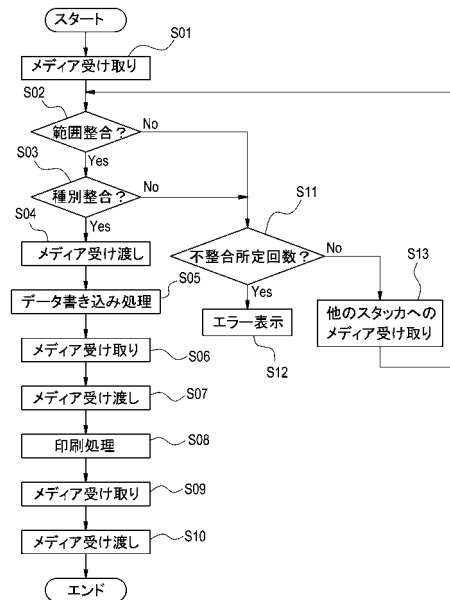 スタート
S01
メディア受け取り
S02
範囲整合?
No
Yes
S03
種別整合?
No
Yes
S04
メディア受け渡し
S11
不整合所定回数?
No
Yes
S13
他のスタッカへの
メディア受け取り
データ書き込み処理
S05
エラー表示
S12
メディア受け取り
S06
メディア受け渡し
S07
印刷処理
S08
メディア受け取り
S09
メディア受け渡し
S10
エンド